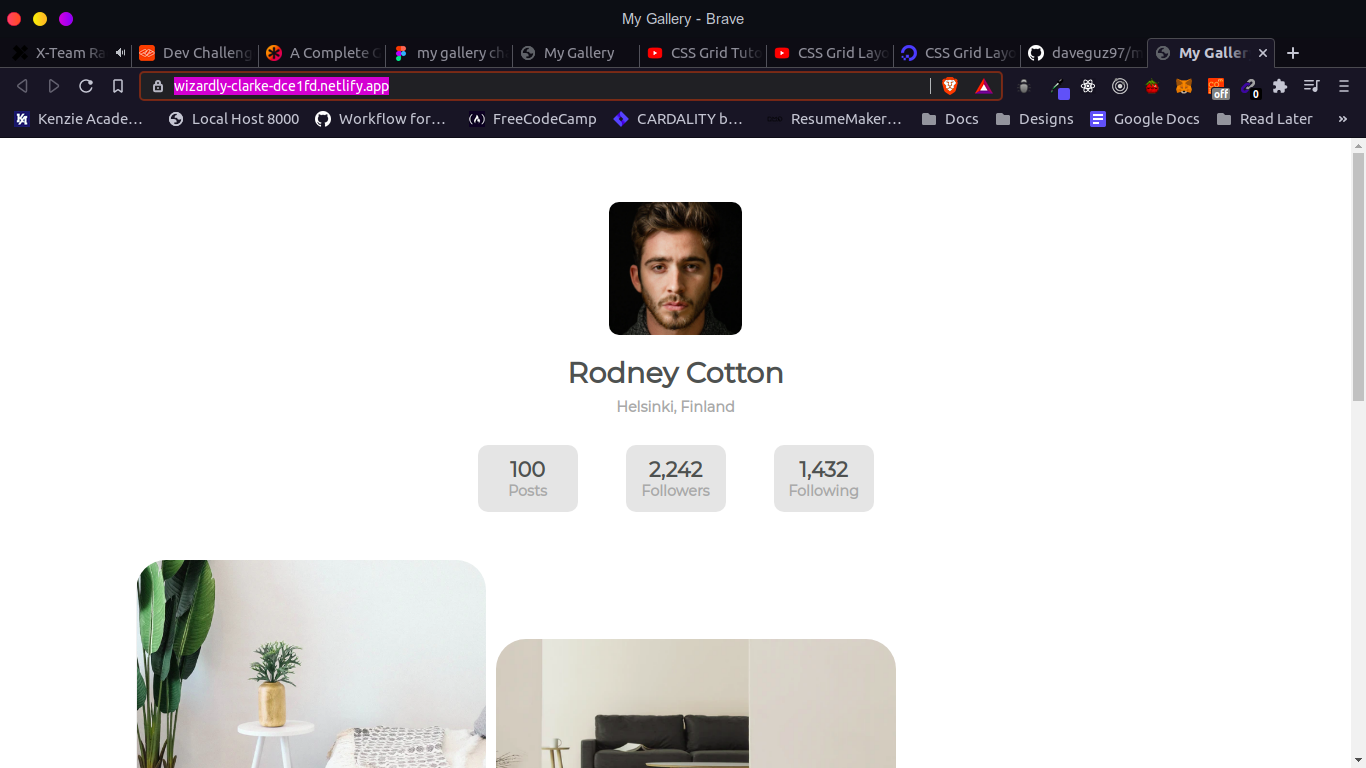 My Gallery - Brave
X-Team Ra
Dev Challeng
A Complete G
my gallery cha
My Gallery
CSS Grid Tuto
CSS Grid Layo
CSS Grid Layo
daveguz97/m
My Galler
wizardly-clarke-dce1fd.netlify.app
off
0
Kenzie Acade...
Local Host 8000
Workflow for...
FreeCodeCamp
CARDALITY b...
ResumeMaker...
Docs
Designs
Google Docs
Read Later
»
Rodney Cotton
Helsinki, Finland
100
Posts
2,242
Followers
1,432
Following